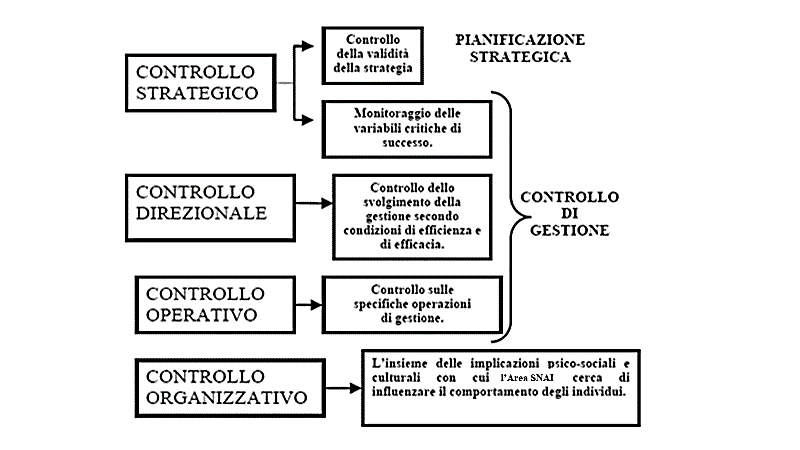 CONTROLLO
STRATEGICO
Controllo
della validità
della strategia
PIANIFICAZIONE
STRATEGICA
Monitoraggio delle
variabili critiche di
successo.
CONTROLLO
DIREZIONALE
Controllo dello
svolgimento della
gestione secondo
condizioni di efficienza e
di efficacia.
CONTROLLO
DI
GESTIONE
CONTROLLO
OPERATIVO
Controllo sulle
specifiche operazioni
di gestione.
CONTROLLO
ORGANIZZATIVO
L'insieme delle implicazioni psico-sociali e
culturali con cui l'Area SNAI cerca di
influenzare il comportamento degli individui.